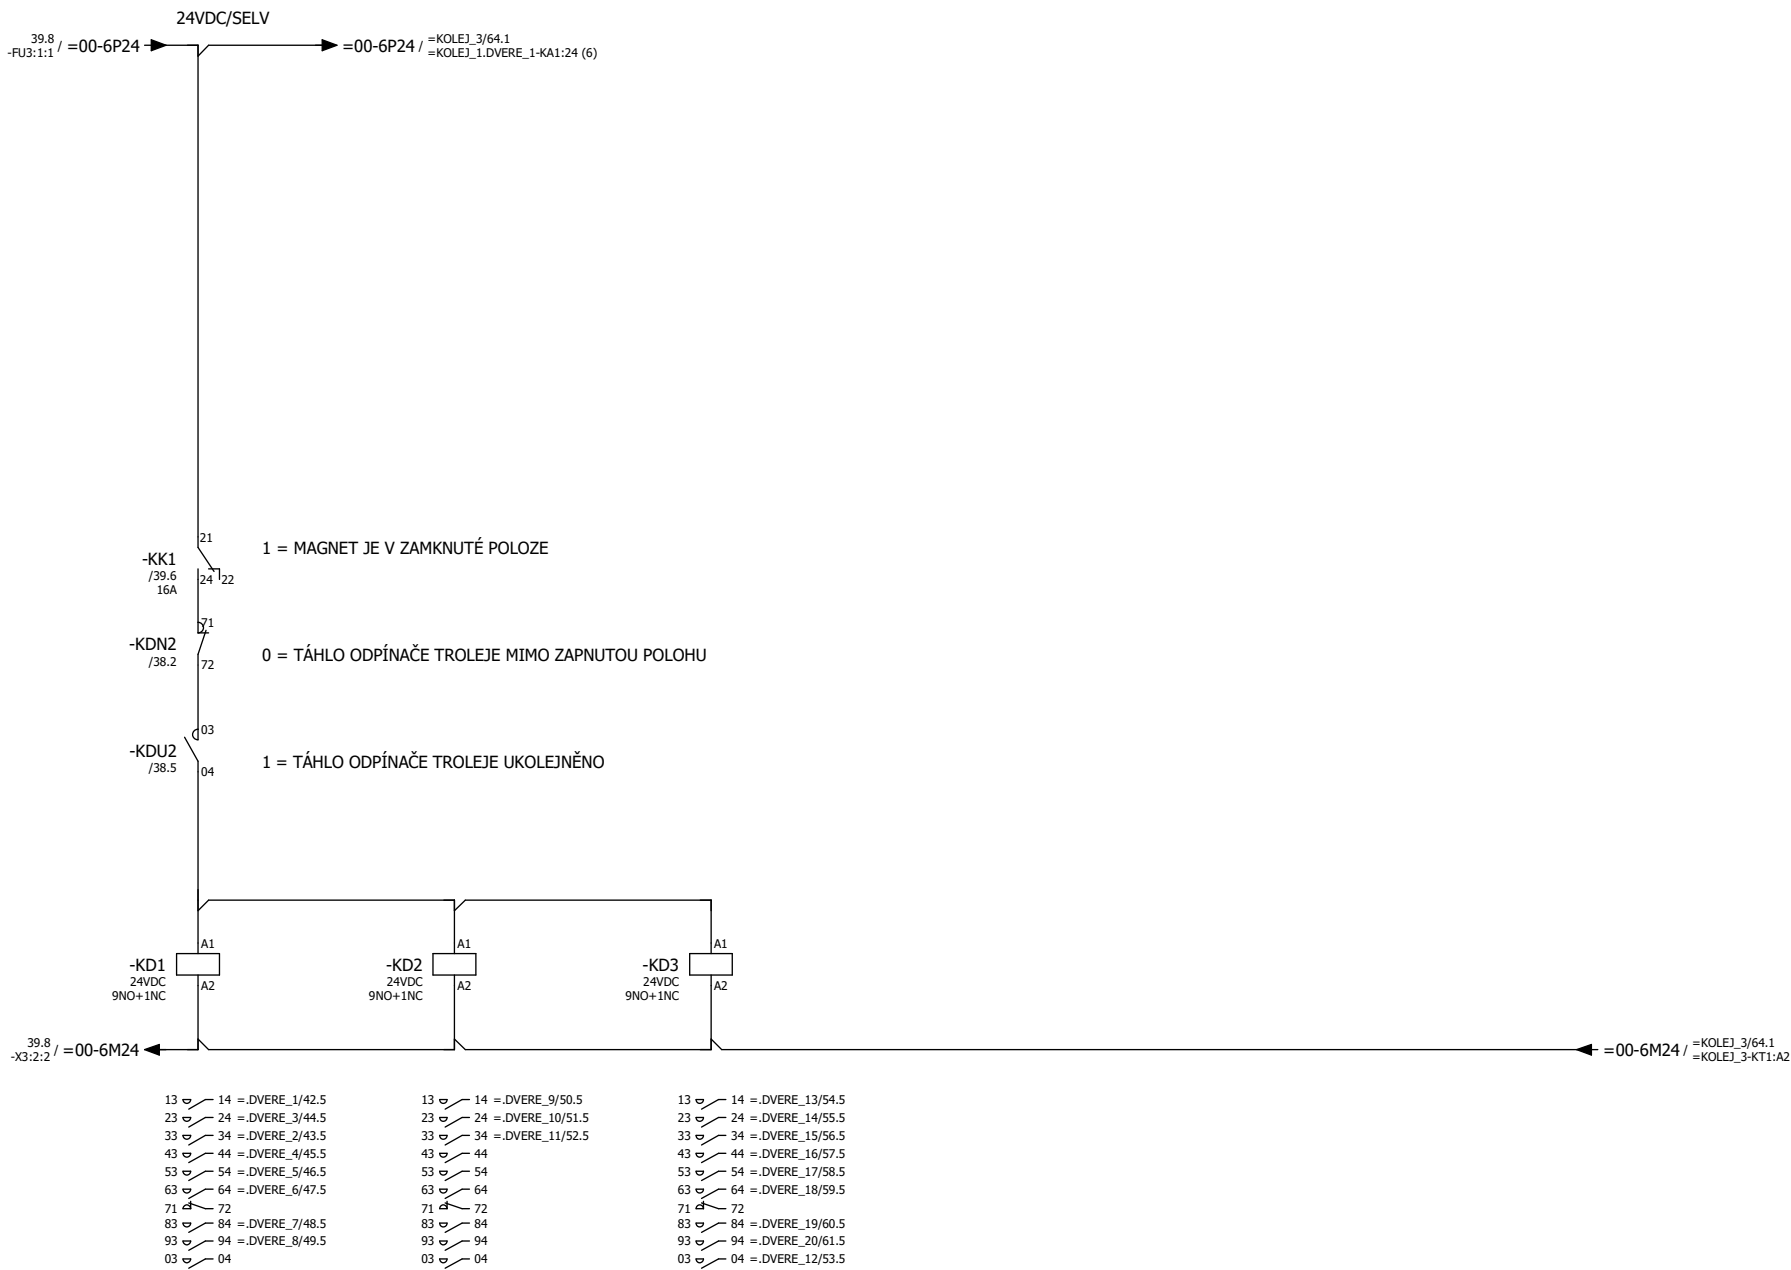 24VDC/SELV
39.8
-FU3:1:1 / =00-6P24
=00-6P24 / =KOLEJ_3/64.1
=KOLEJ_1.DVERE_1-KA1:24 (6)
21
-KK1
/39.6
16A
24 22
1 = MAGNET JE V ZAMKNUTÉ POLOZE
71
-KDN2
/38.2
72
0 = TÁHLO ODPÍNAČE TROLEJE MIMO ZAPNUTOU POLOHU
03
-KDU2
/38.5
04
1 = TÁHLO ODPÍNAČE TROLEJE UKOLEJNĚNO
A1
-KD1
24VDC
9NO+1NC
A2
A1
-KD2
24VDC
9NO+1NC
A2
A1
-KD3
24VDC
9NO+1NC
A2
39.8
-X3:2:2 / =00-6M24
=00-6M24 / =KOLEJ_3/64.1
=KOLEJ_3-KT1:A2
13 14 =.DVERE_1/42.5
23 24 =.DVERE_3/44.5
33 34 =.DVERE_2/43.5
43 44 =.DVERE_4/45.5
53 54 =.DVERE_5/46.5
63 64 =.DVERE_6/47.5
71 72
83 84 =.DVERE_7/48.5
93 94 =.DVERE_8/49.5
03 04
13 14 =.DVERE_9/50.5
23 24 =.DVERE_10/51.5
33 34 =.DVERE_11/52.5
43 44
53 54
63 64
71 72
83 84
93 94
03 04
13 14 =.DVERE_13/54.5
23 24 =.DVERE_14/55.5
33 34 =.DVERE_15/56.5
43 44 =.DVERE_16/57.5
53 54 =.DVERE_17/58.5
63 64 =.DVERE_18/59.5
71 72
83 84 =.DVERE_19/60.5
93 94 =.DVERE_20/61.5
03 04 =.DVERE_12/53.5